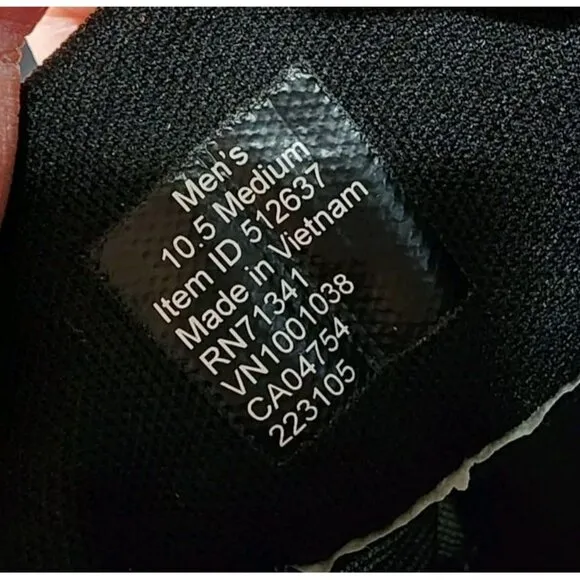 Men's
10.5 Medium
Item ID 512637
Made in Vietnam
RN71341
VN1001038
CA04754
223105